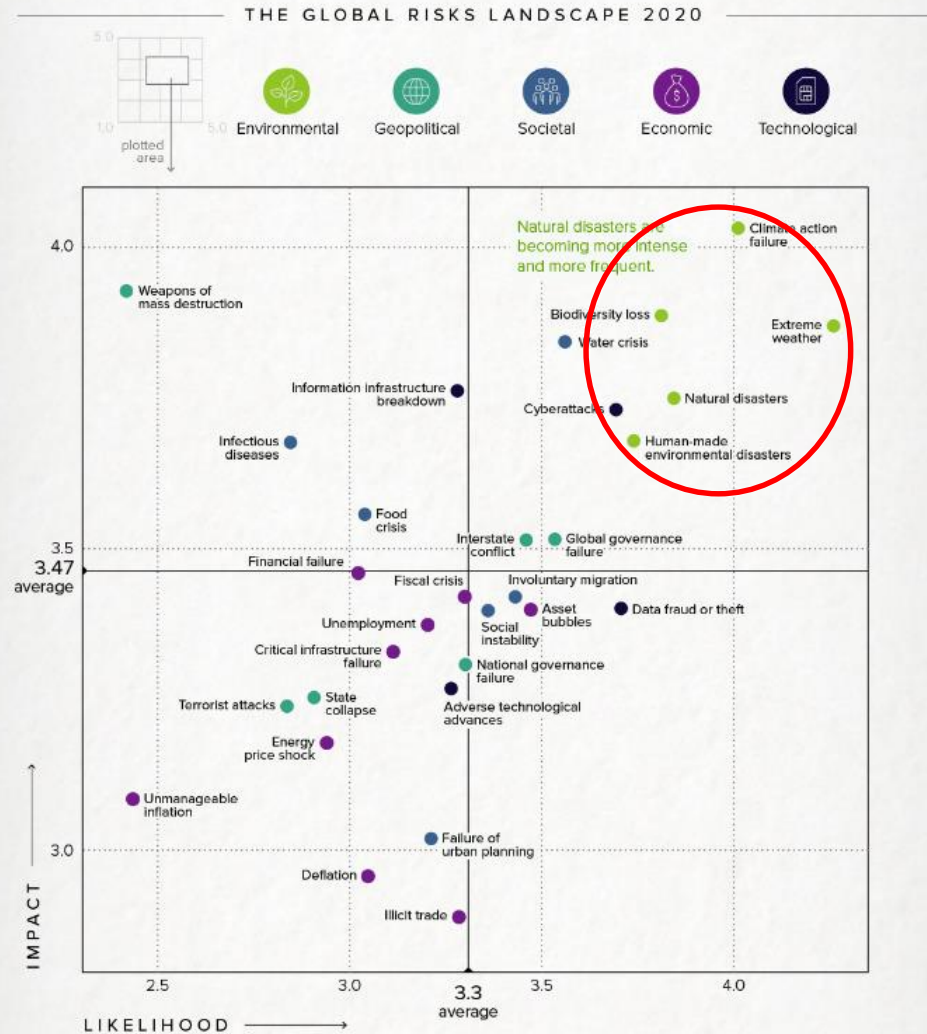 THE GLOBAL RISKS LANDSCAPE 2020
5.0
1.0
5.0
plotted
area
Environmental
Geopolitical
Societal
Economic
Technological
4.0
3.5
3.47
average
3.0
IMPACT
Natural disasters are
becoming more intense
and more frequent.
Climate action
failure
Weapons of
mass destruction
Biodiversity loss
Extreme
weather
Water crisis
Information infrastructure
breakdown
Natural disasters
Cyberattacks
Infectious
diseases
Human-made
environmental disasters
Food
crisis
Interstate
conflict
Global governance
failure
Financial failure
Fiscal crisis
Involuntary migration
Unemployment
Social
instability
Asset
bubbles
Data fraud or theft
Critical infrastructure
failure
National governance
failure
Terrorist attacks
State
collapse
Adverse technological
advances
Energy
price shock
Unmanageable
inflation
Failure of
urban planning
Deflation
Illicit trade
2.5
3.0
3.3
average
3.5
4.0
LIKELIHOOD